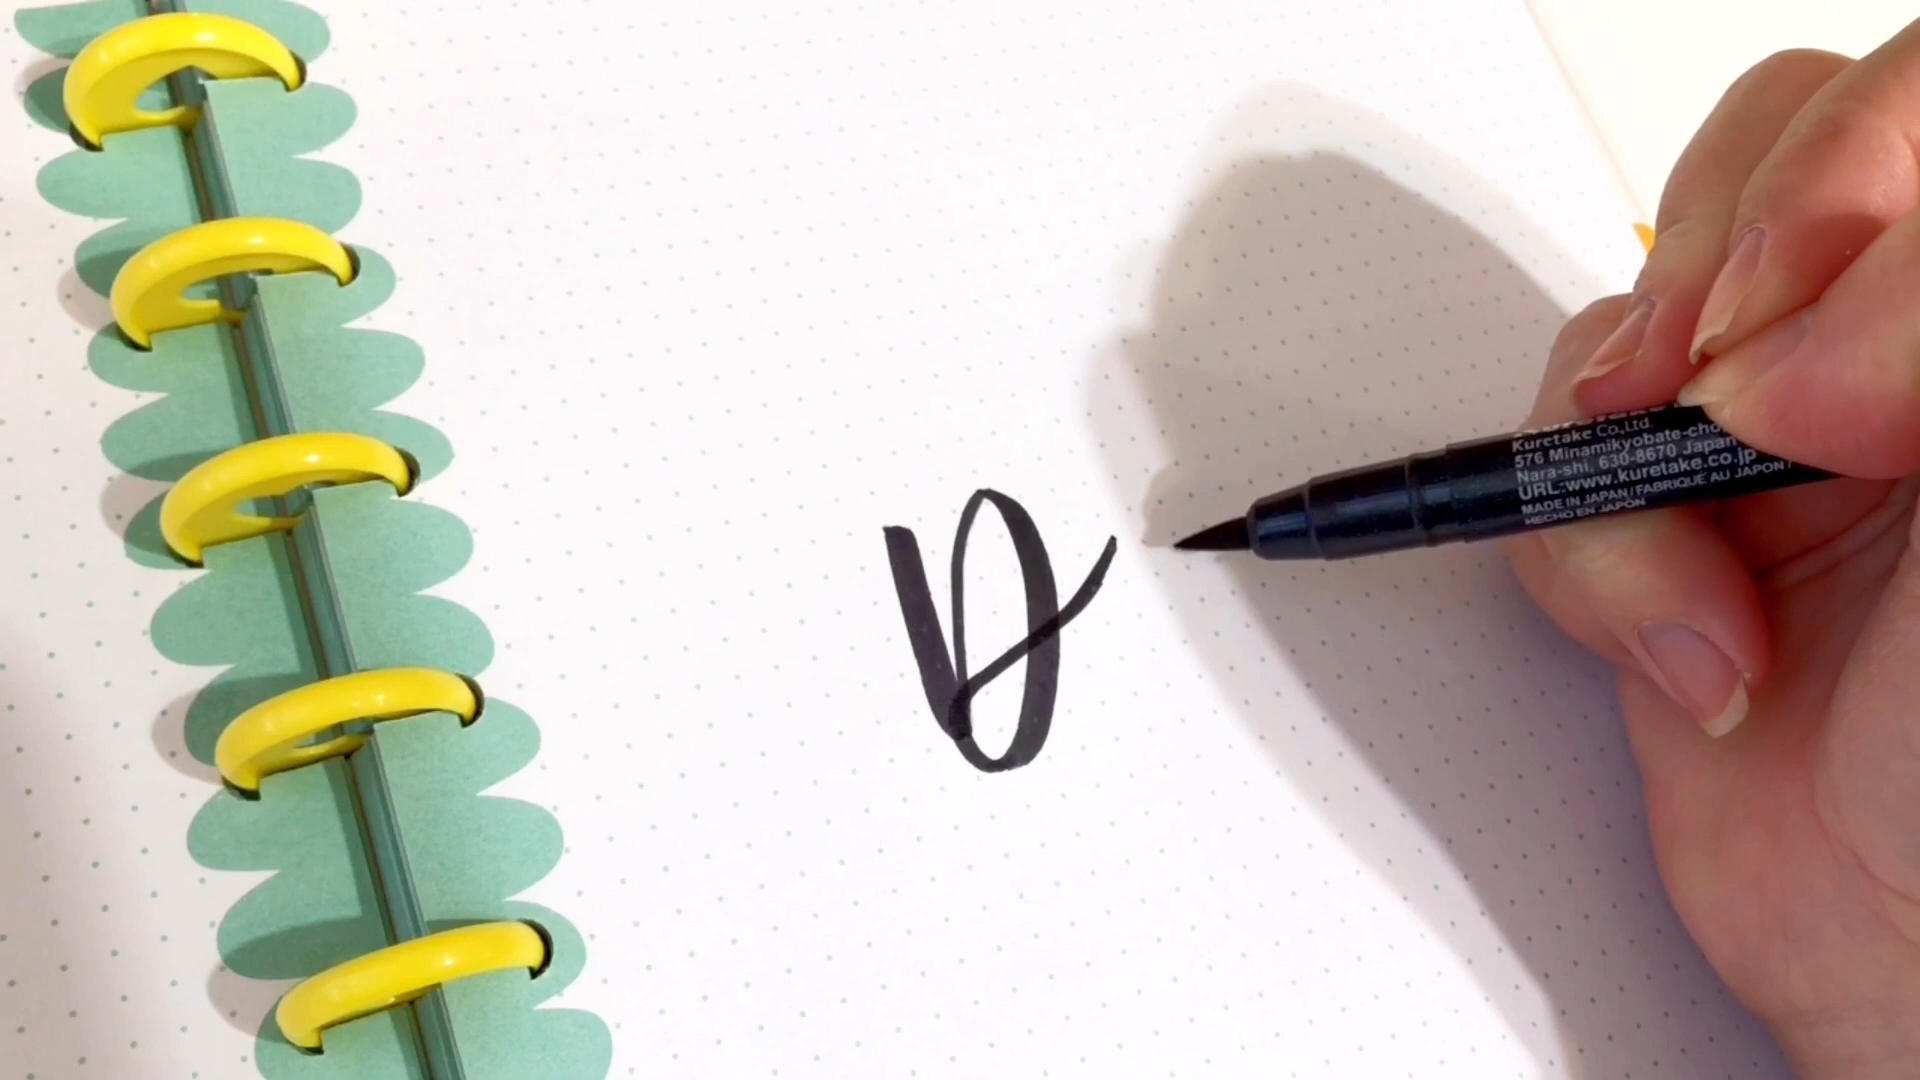 Kuretake Co.,Ltd.
576 Minamikyobate-cho
Nara-shi, 630-8670 Japan
URL:www.kuretake.co.jp
MADE IN JAPAN/FABRIQUÉ AU JAPON/
HECHO EN JAPÓN